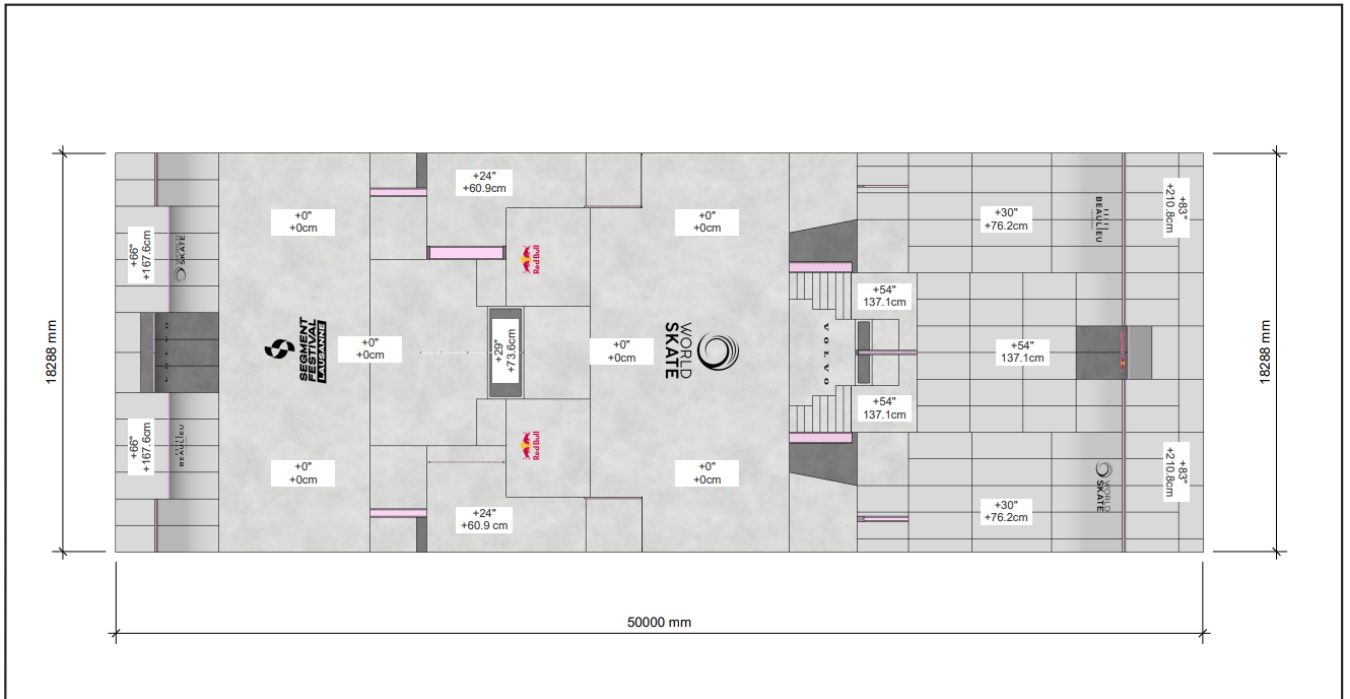 +24"
+60.9cm
+83"
+210.8cm
BEAULIEU
+0"
+0cm
+0"
+0cm
+30"
+76.2cm
+66"
+167.6cm
WORLD
SKATE
Red Bull
+54"
137.1cm
18288 mm
SEGMENT
FESTIVAL
LAUSANNE
+0"
+0cm
+29"
+73.6cm
+0"
+0cm
WORLD
SKATE
VOLVO
+54"
137.1cm
18288 mm
+54"
137.1cm
+66"
+167.6cm
BEAULIEU
Red Bull
+0"
+0cm
+0"
+0cm
+83"
+210.8cm
WORLD
SKATE
+24"
+60.9 cm
+30"
+76.2cm
50000 mm